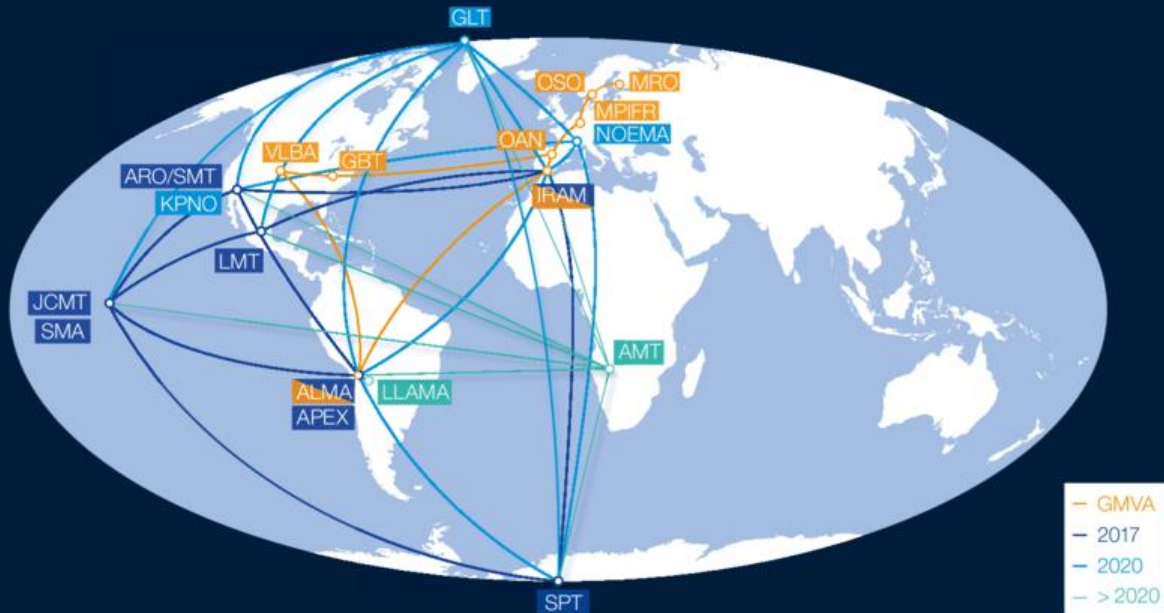 GLT
OSO
MRO
MPIFR
OAN
NOEMA
VLBA
GBT
ARO/SMT
IRAM
KPNO
LMT
JCMT
SMA
AMT
ALMA
LLAMA
APEX
GMVA
2017
2020
> 2020
SPT